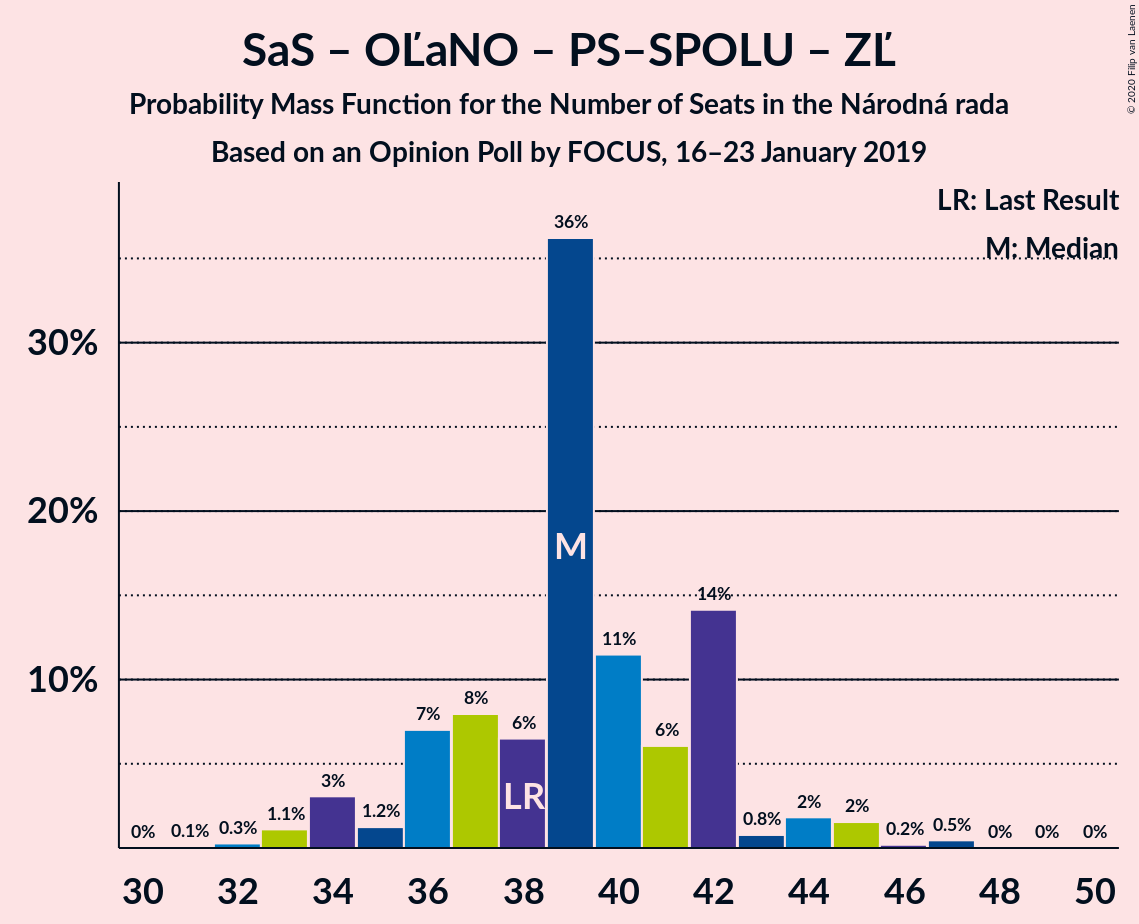 SaS – OĽaNO – PS–SPOLU – ZĽ
Probability Mass Function for the Number of Seats in the Národná rada
Based on an Opinion Poll by FOCUS, 16–23 January 2019
© 2020 Filip van Laenen
LR: Last Result
M: Median
30%
20%
10%
0% 0.1% 0.3% 1.1% 3% 1.2% 7% 8% 6% 36% 11% 6% 14% 0.8% 2% 2% 0.2% 0.5% 0% 0% 0%
LR
M
30 32 34 36 38 40 42 44 46 48 50